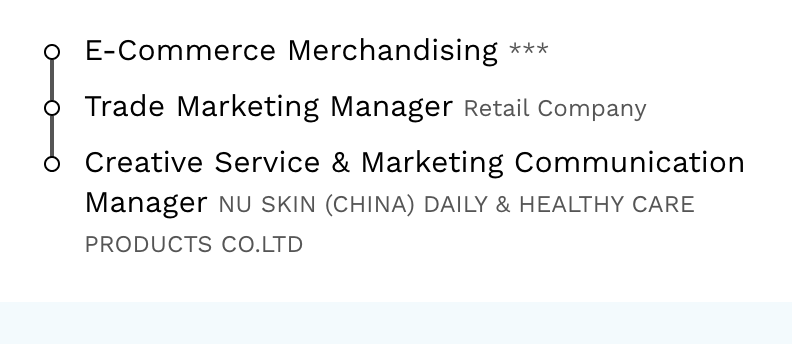 E-Commerce Merchandising ***
Trade Marketing Manager Retail Company
Creative Service & Marketing Communication
Manager NU SKIN (CHINA) DAILY & HEALTHY CARE
PRODUCTS CO.LTD